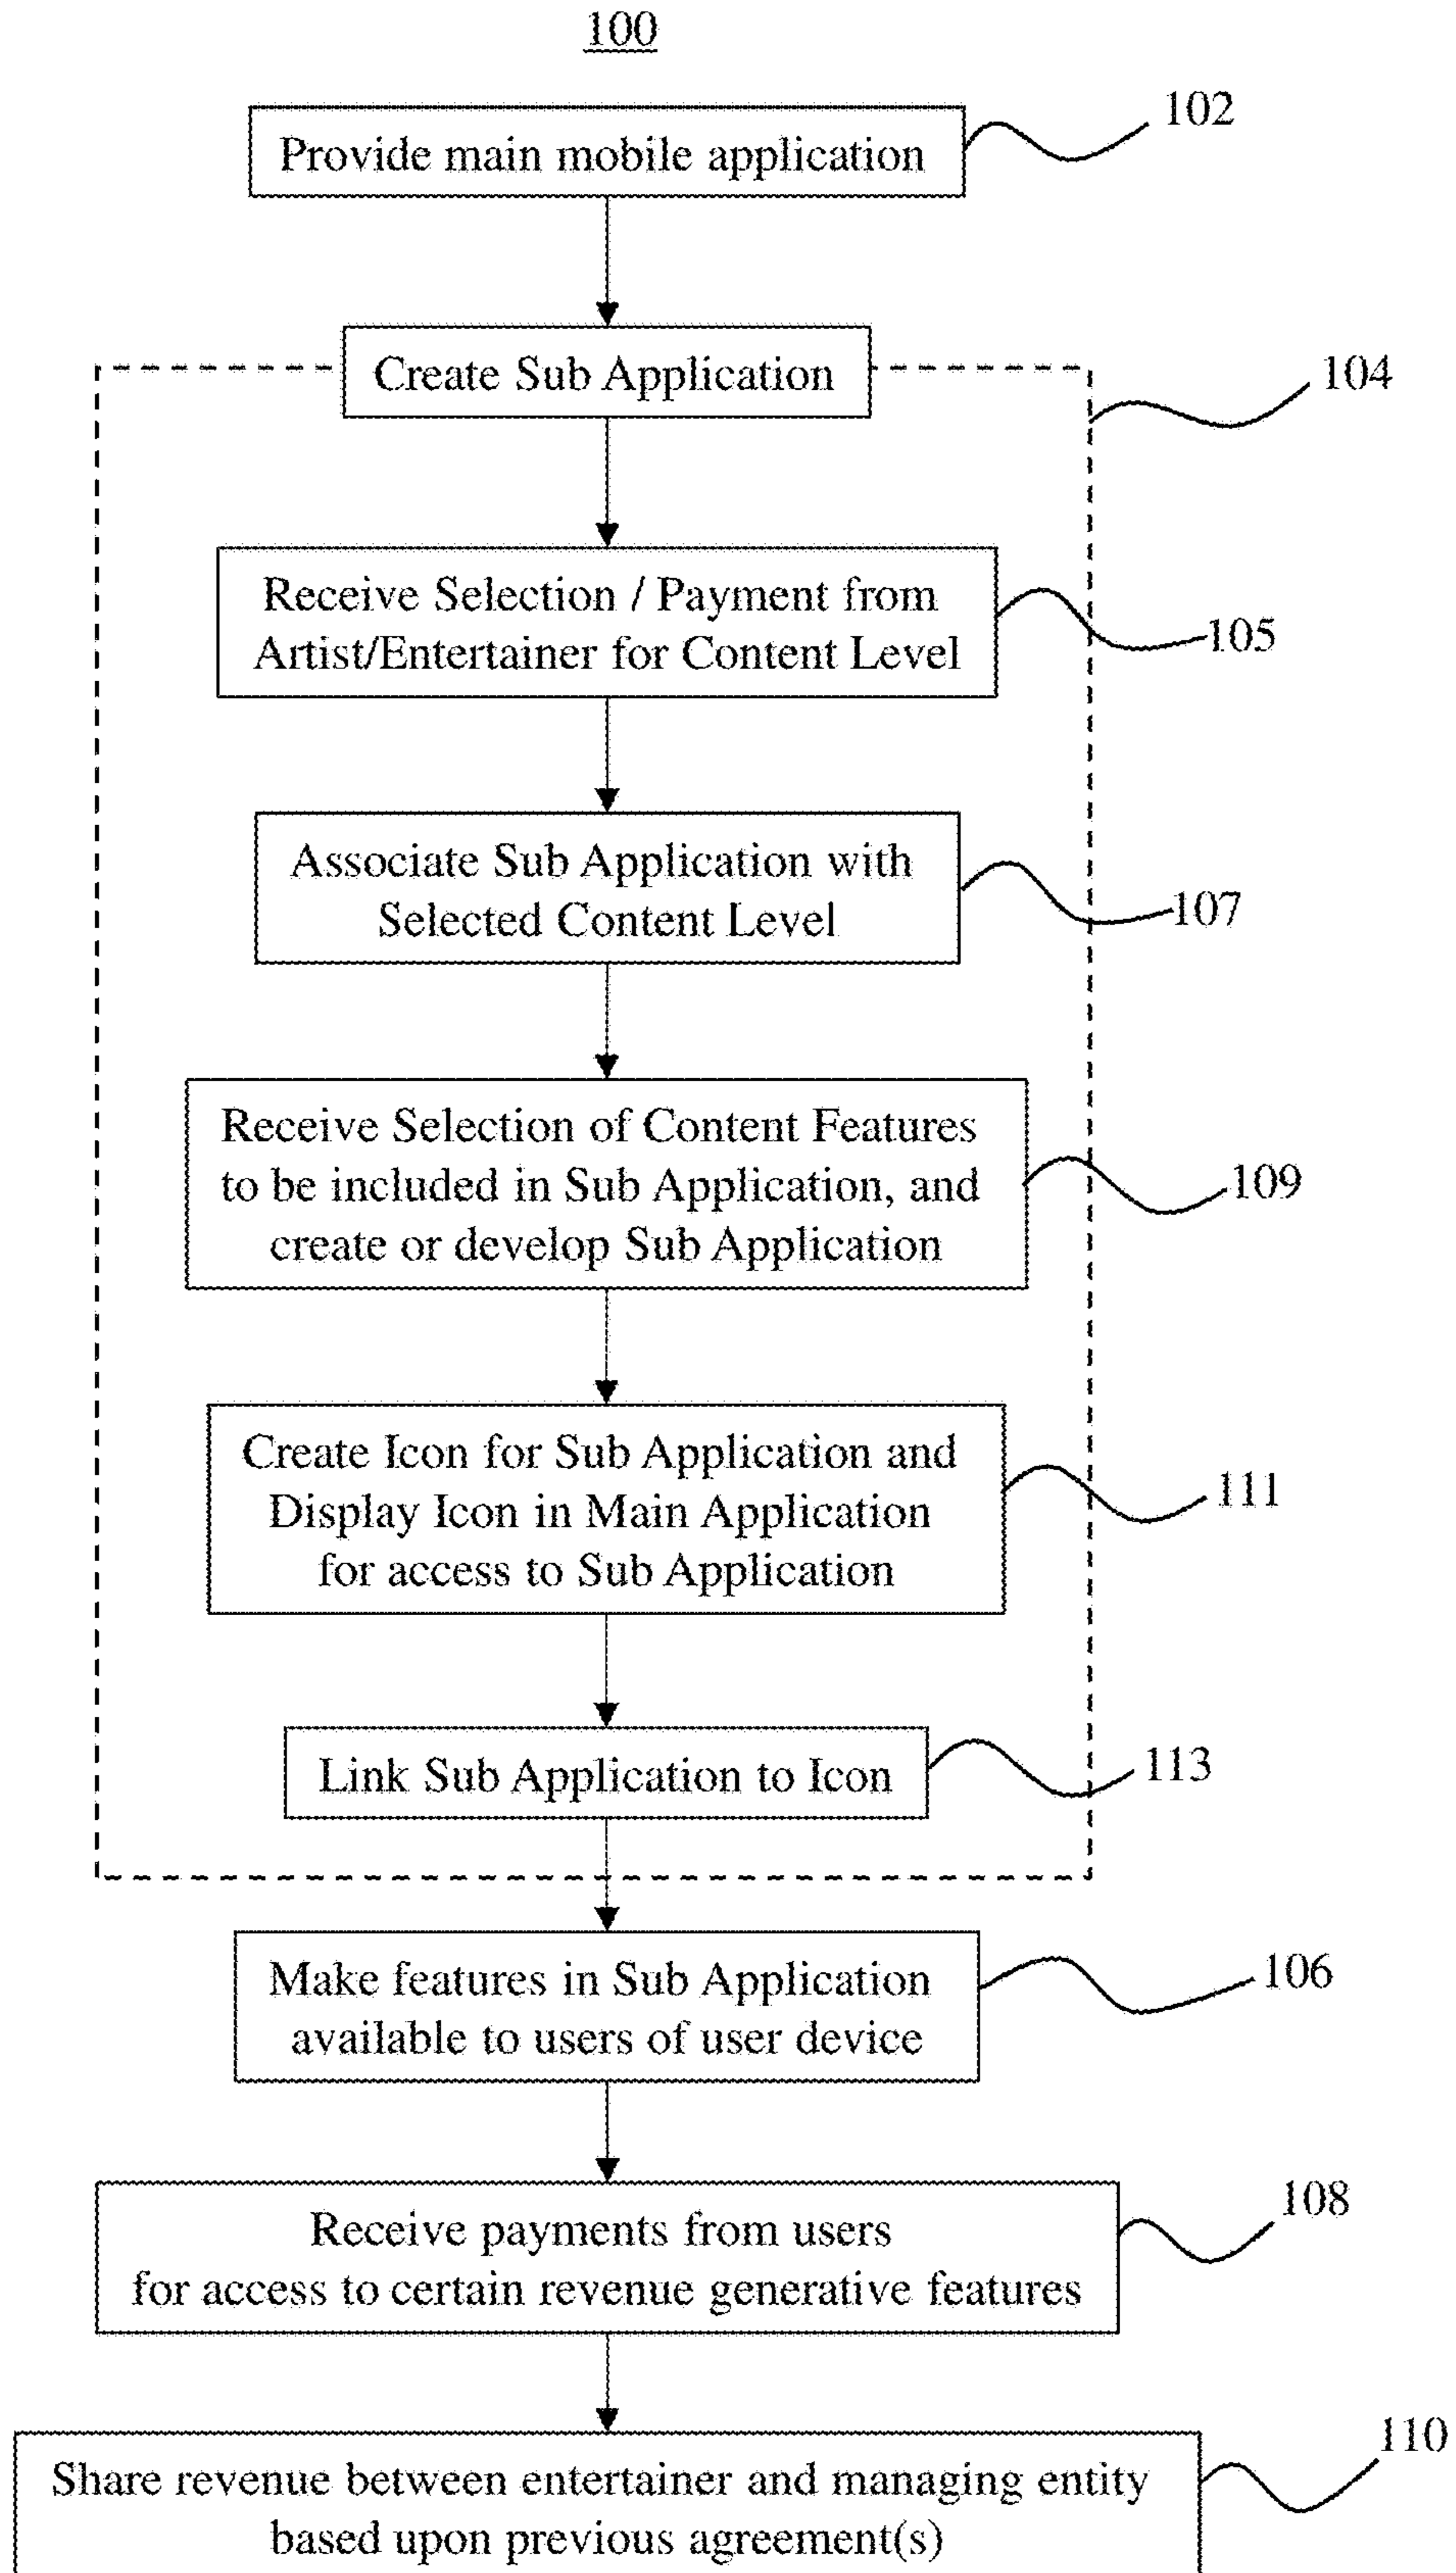 100
Provide main mobile application
102
Create Sub Application
104
Receive Selection / Payment from
Artist/Entertainer for Content Level
105
Associate Sub Application with
Selected Content Level
107
Receive Selection of Content Features
to be included in Sub Application, and
create or develop Sub Application
109
Create Icon for Sub Application and
Display Icon in Main Application
for access to Sub Application
111
Link Sub Application to Icon
113
Make features in Sub Application
available to users of user device
106
Receive payments from users
for access to certain revenue generative features
108
Share revenue between entertainer and managing entity
based upon previous agreement(s)
110